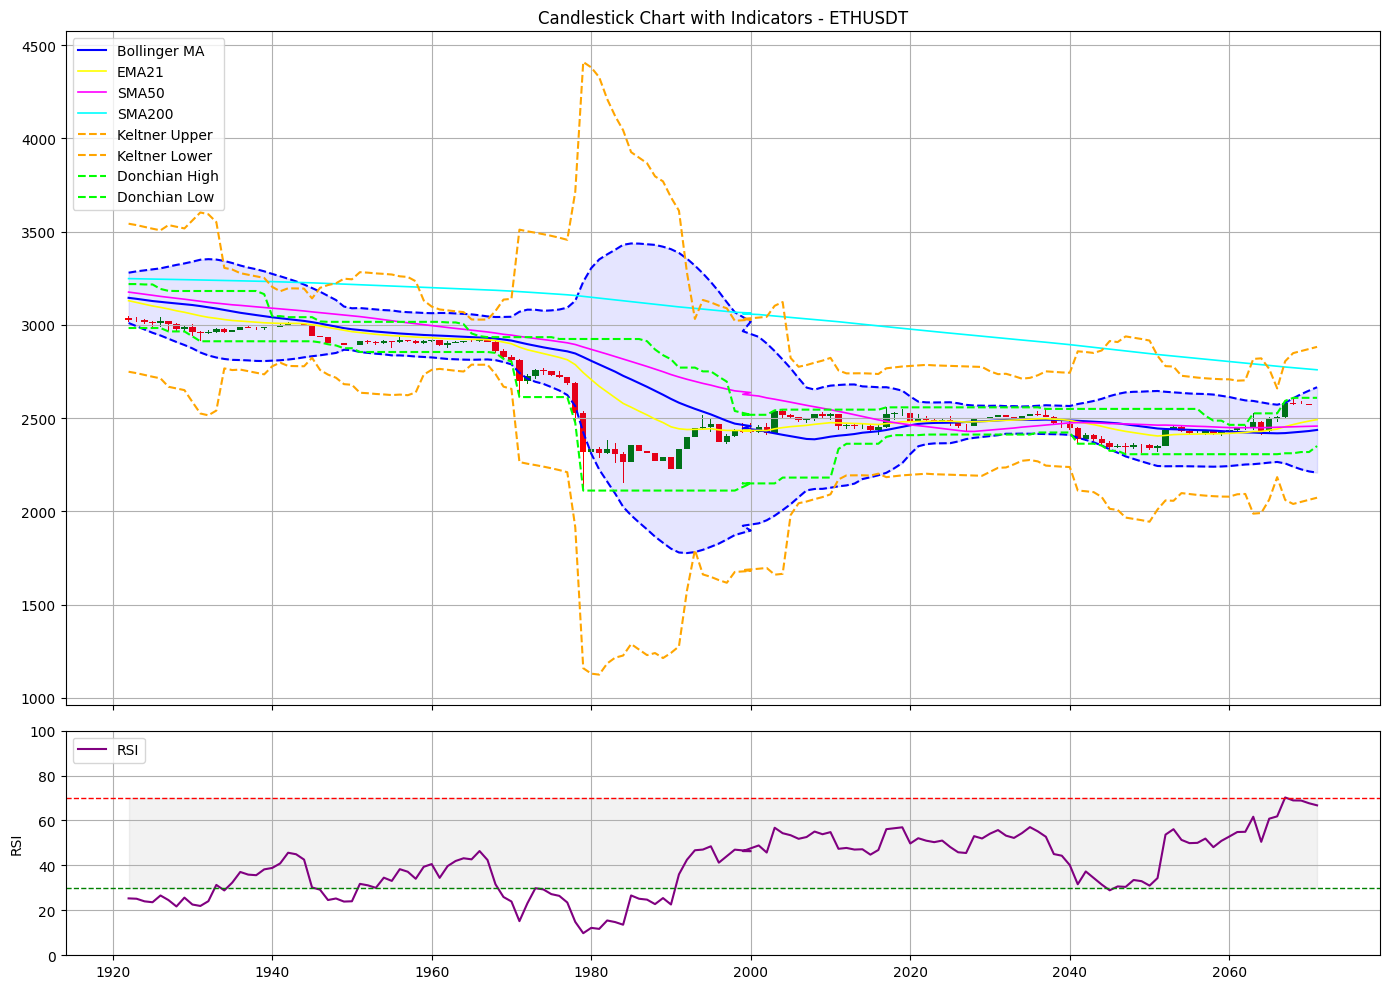 Candlestick Chart with Indicators - ETHUSDT
4500
4000
3500
3000
2500
2000
1500
1000
Bollinger MA
EMA21
SMA50
SMA200
Keltner Upper
Keltner Lower
Donchian High
Donchian Low
100
80
60
40
20
0
RSI
RSI
1920 1940 1960 1980 2000 2020 2040 2060